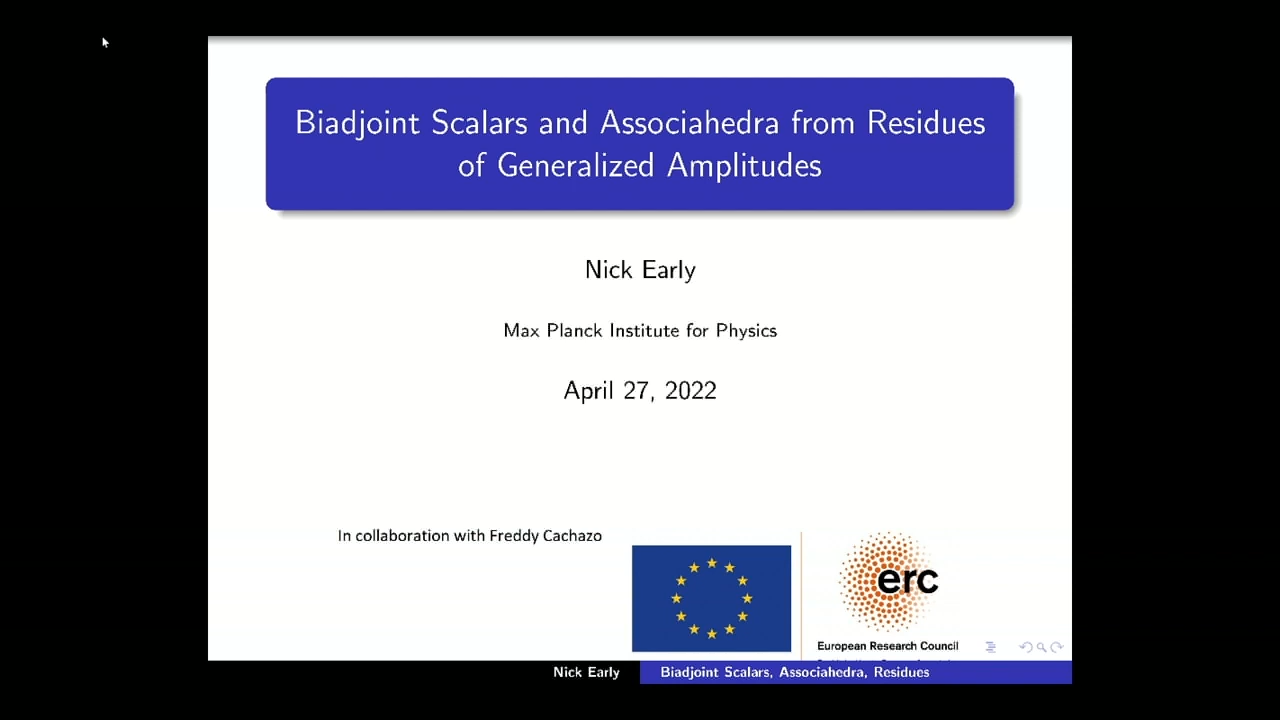 Biadjoint Scalars and Associahedra from Residues
of Generalized Amplitudes
Nick Early
Max Planck Institute for Physics
April 27, 2022
In collaboration with Freddy Cachazo
erc
European Research Council
Nick Early
Biadjoint Scalars, Associahedra, Residues